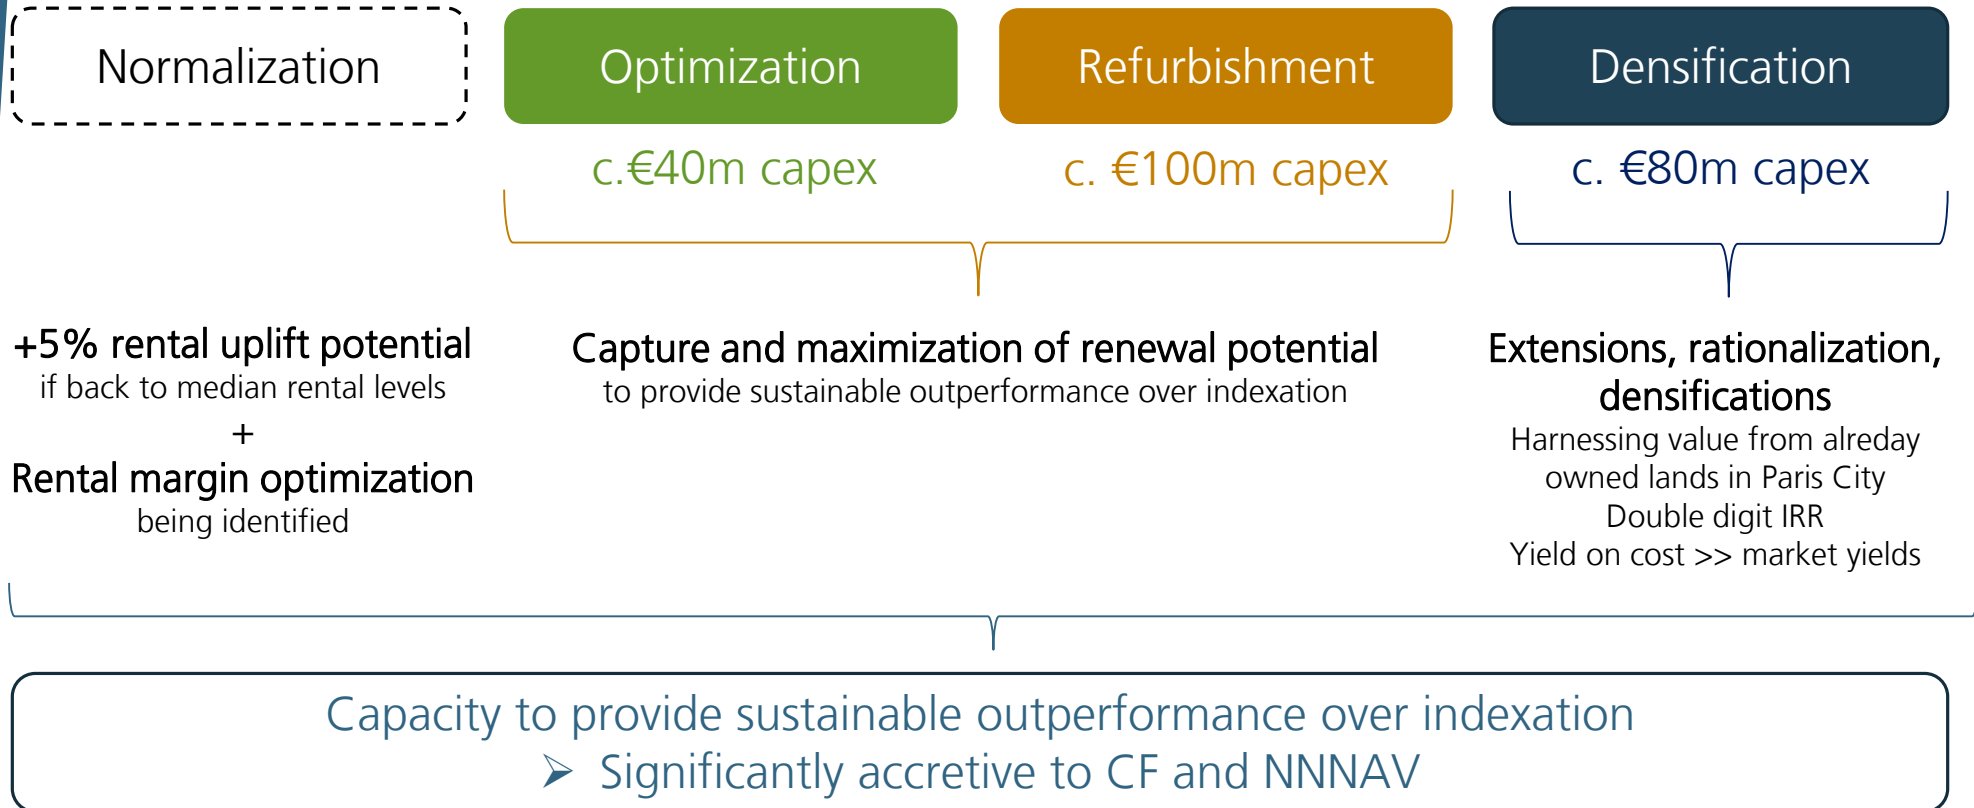 Normalization
Optimization
Refurbishment
Densification
c.€40m capex
c. €100m capex
c. €80m capex
+5% rental uplift potential
if back to median rental levels
+
Rental margin optimization
being identified
Capture and maximization of renewal potential
to provide sustainable outperformance over indexation
Extensions, rationalization,
densifications
Harnessing value from alreday
owned lands in Paris City
Double digit IRR
Yield on cost >> market yields
Capacity to provide sustainable outperformance over indexation
➢ Significantly accretive to CF and NNNAV